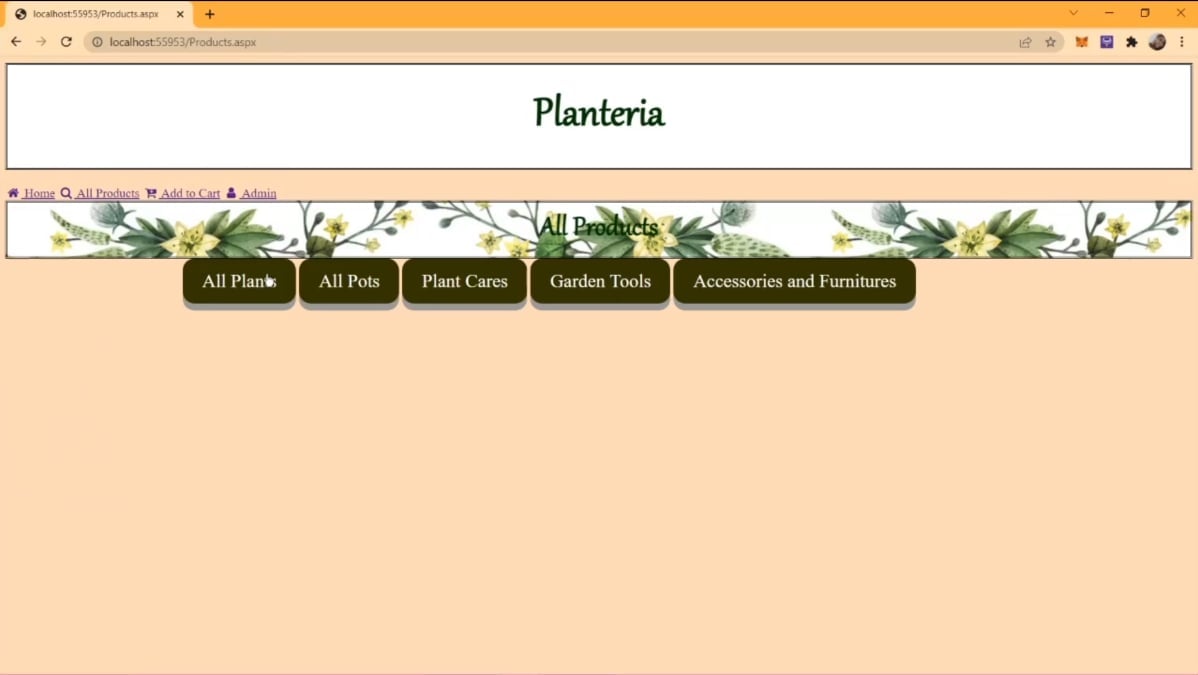 localhost:55953/Products.aspx
localhost:55953/Products.aspx
Planteria
Home All Products Add to Cart Admin
All Products
All Plants All Pots Plant Cares Garden Tools Accessories and Furnitures